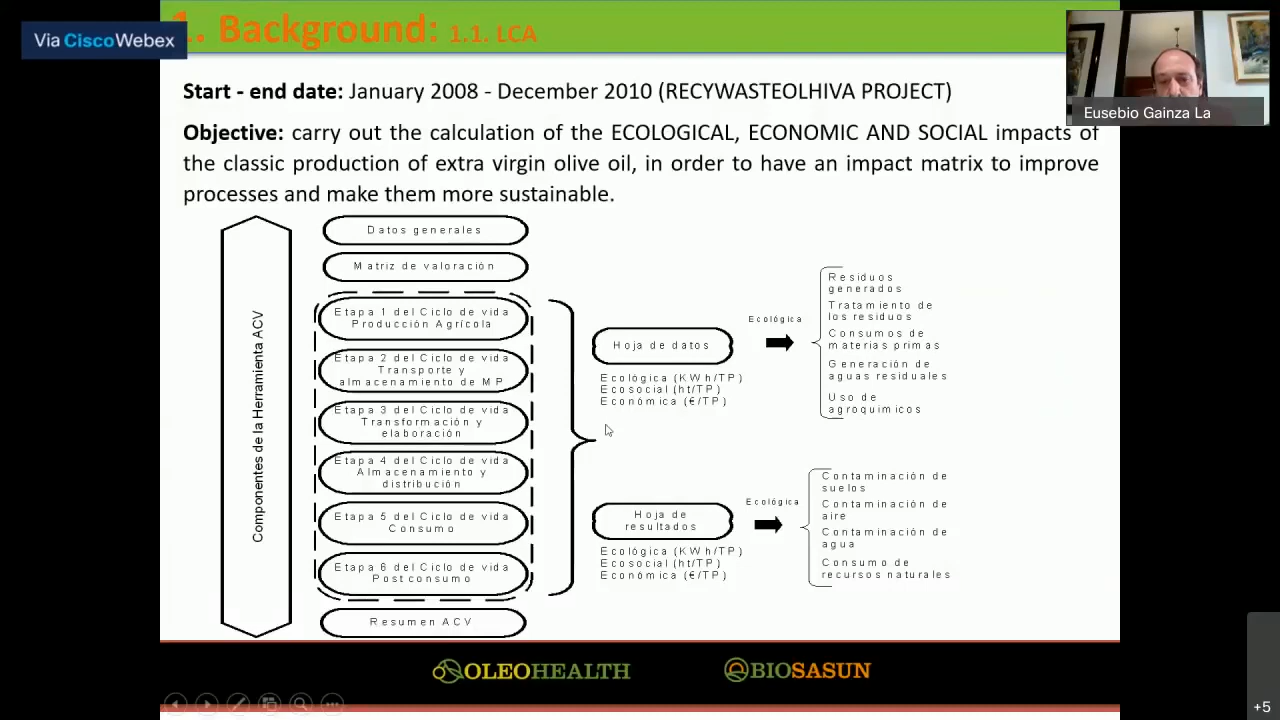 1. Background: 1.1. LCA
Via CiscoWebex
Eusebio Gainza La
Start - end date: January 2008 - December 2010 (RECYWASTEOLHIVA PROJECT)
Objective: carry out the calculation of the ECOLOGICAL, ECONOMIC AND SOCIAL impacts of
the classic production of extra virgin olive oil, in order to have an impact matrix to improve
processes and make them more sustainable.
Componentes de la Herramienta ACV
Datos generales
Matriz de valoración
Etapa 1 del Ciclo de vida
Producción Agrícola
Etapa 2 del Ciclo de vida
Transporte y
almacenamiento de MP
Etapa 3 del Ciclo de vida
Transformación y
elaboración
Etapa 4 del Ciclo de vida
Almacenamiento y
distribución
Etapa 5 del Ciclo de vida
Consumo
Etapa 6 del Ciclo de vida
Post consumo
Resumen ACV
Hoja de datos
Ecológica (KWh/TP)
Ecosocial (ht/TP)
Económica (€/TP)
Ecológica
Residuos
generados
Tratamiento de
los residuos
Consumos de
materias primas
Generación de
aguas residuales
Uso de
agroquimicos
Hoja de
resultados
Ecológica (KWh/TP)
Ecosocial (ht/TP)
Económica (€/TP)
Ecológica
Contaminación de
suelos
Contaminación de
aire
Contaminación de
agua
Consumo de
recursos naturales
OLEOHEALTH
BIOSASUN
+5